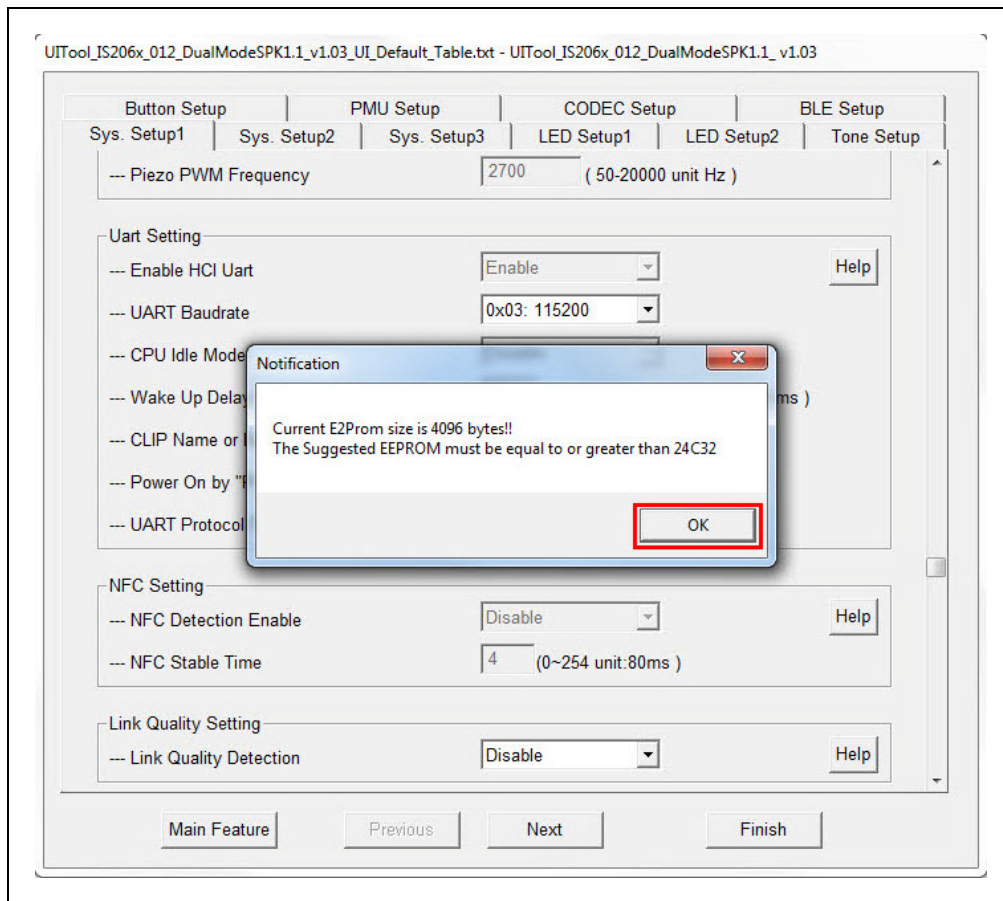 UITool_IS206x_012_DualModeSPK1.1_v1.03_UI_Default_Table.txt - UITool_IS206x_012_DualModeSPK1.1_ v1.03
Button Setup PMU Setup CODEC Setup BLE Setup
Sys. Setup1 Sys. Setup2 Sys. Setup3 LED Setup1 LED Setup2 Tone Setup
--- Piezo PWM Frequency 2700 ( 50-20000 unit Hz )
Uart Setting
--- Enable HCI Uart Enable Help
--- UART Baudrate 0x03: 115200
--- CPU Idle Mode
Notification
--- Wake Up Delay ms )
Current E2Prom size is 4096 bytes!!
--- CLIP Name or
The Suggested EEPROM must be equal to or greater than 24C32
--- Power On by "
--- UART Protocol
OK
NFC Setting
--- NFC Detection Enable Disable Help
--- NFC Stable Time 4 (0~254 unit:80ms )
Link Quality Setting
--- Link Quality Detection Disable Help
Main Feature Previous Next Finish